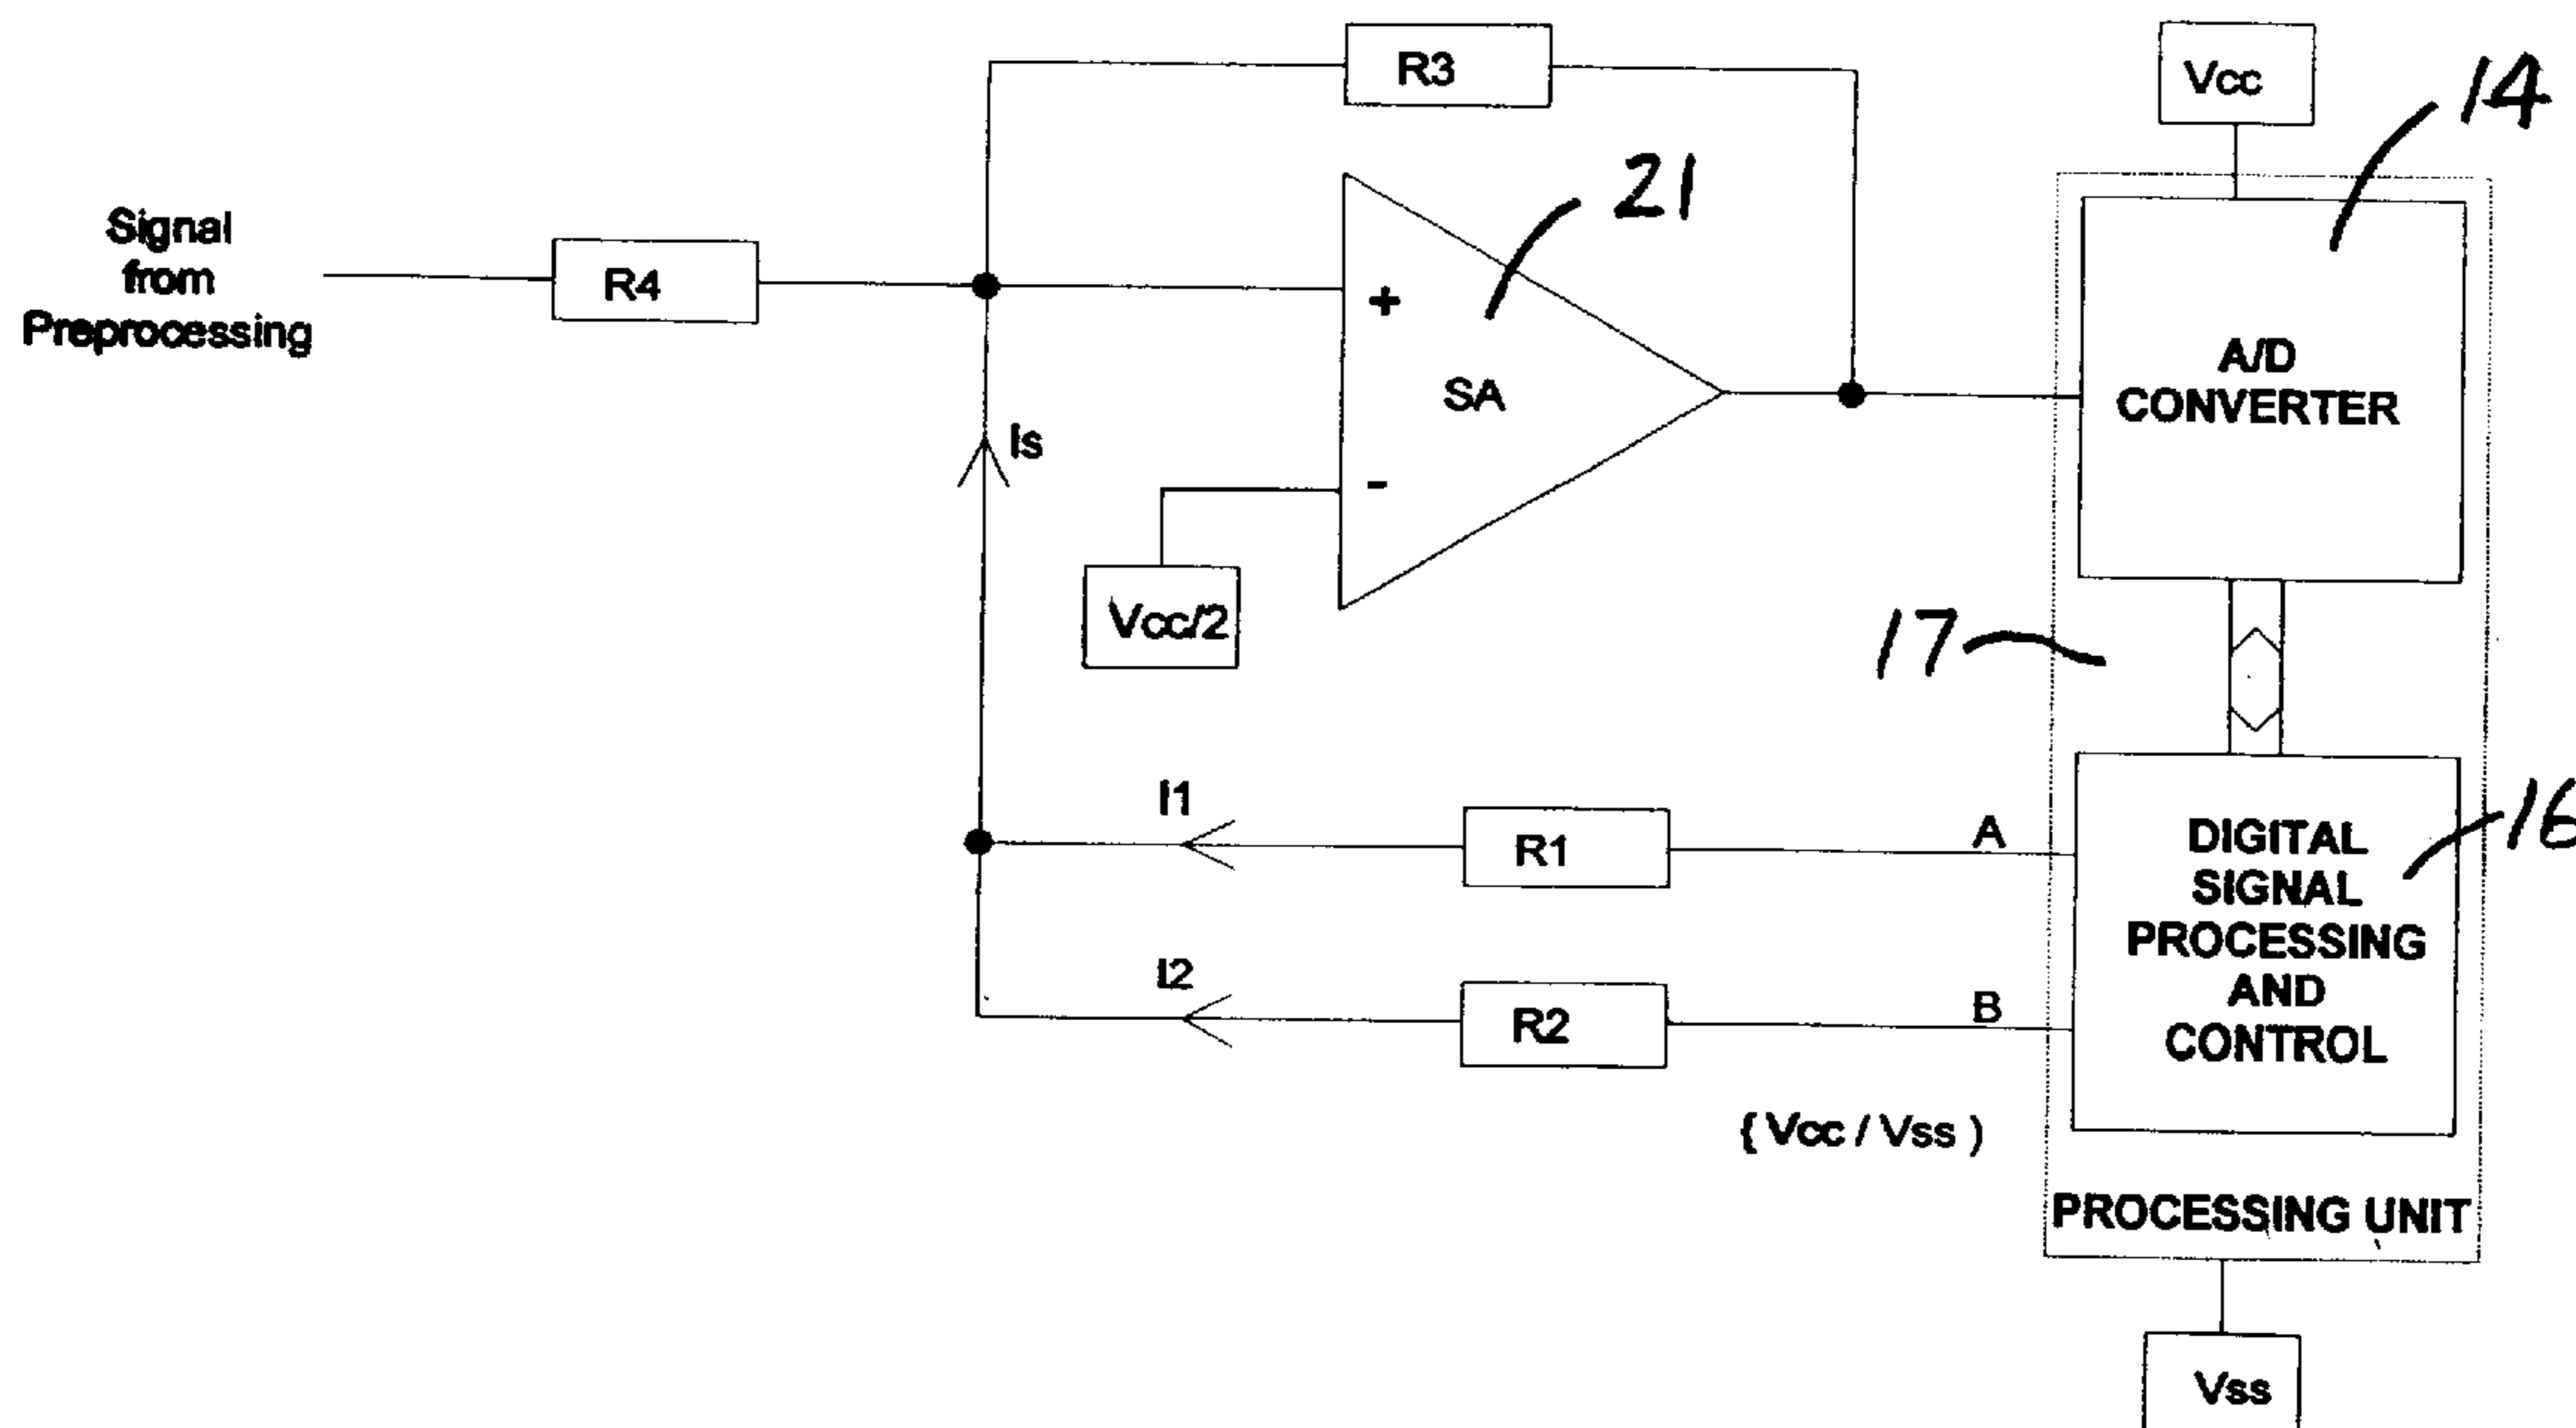 R3
Vcc
14
21
Signal
from
Preprocessing
R4
+
SA
-
A/D
CONVERTER
Is
Vcc/2
17
I1
R1
A
DIGITAL
SIGNAL
PROCESSING
AND
CONTROL
16
I2
R2
B
( Vcc / Vss )
PROCESSING UNIT
Vss